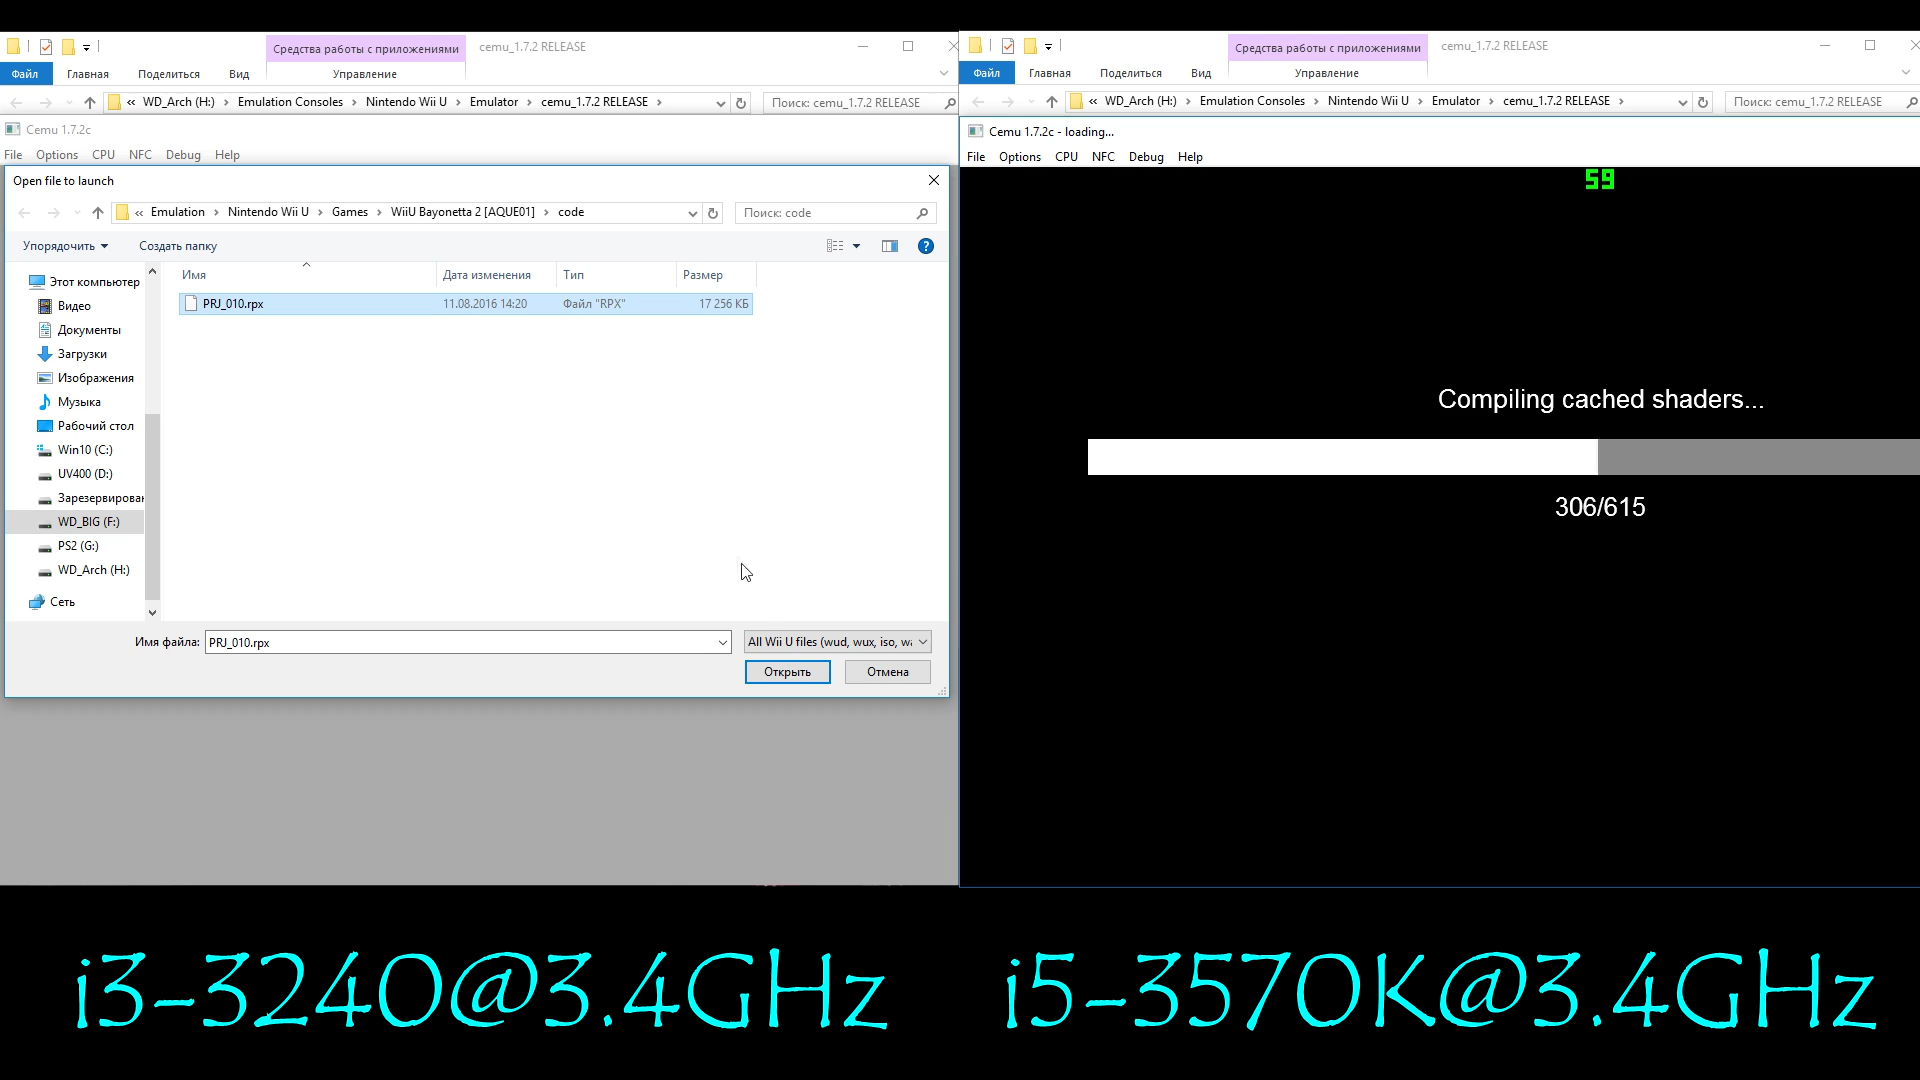 Средства работы с приложениями
cemu_1.7.2 RELEASE
Файл Главная Поделиться Вид Управление
« WD_Arch (H:) › Emulation Consoles › Nintendo Wii U › Emulator › cemu_1.7.2 RELEASE ›
Поиск: cemu_1.7.2 RELEASE
Cemu 1.7.2c
File Options CPU NFC Debug Help
Open file to launch
« Emulation › Nintendo Wii U › Games › WiiU Bayonetta 2 [AQUE01] › code
Поиск: code
Упорядочить Создать папку
Имя Дата изменения Тип Размер
PRJ_010.rpx 11.08.2016 14:20 Файл "RPX" 17 256 КБ
Этот компьютер
Видео
Документы
Загрузки
Изображения
Музыка
Рабочий стол
Win10 (C:)
UV400 (D:)
Зарезервирован
WD_BIG (F:)
PS2 (G:)
WD_Arch (H:)
Сеть
Имя файла: PRJ_010.rpx
All Wii U files (wud, wux, iso, wa
Открыть Отмена
Средства работы с приложениями
cemu_1.7.2 RELEASE
Файл Главная Поделиться Вид Управление
« WD_Arch (H:) › Emulation Consoles › Nintendo Wii U › Emulator › cemu_1.7.2 RELEASE ›
Поиск: cemu_1.7.2 RELEASE
Cemu 1.7.2c - loading...
File Options CPU NFC Debug Help
59
Compiling cached shaders...
306/615
i3-3240@3.4GHz
i5-3570K@3.4GHz